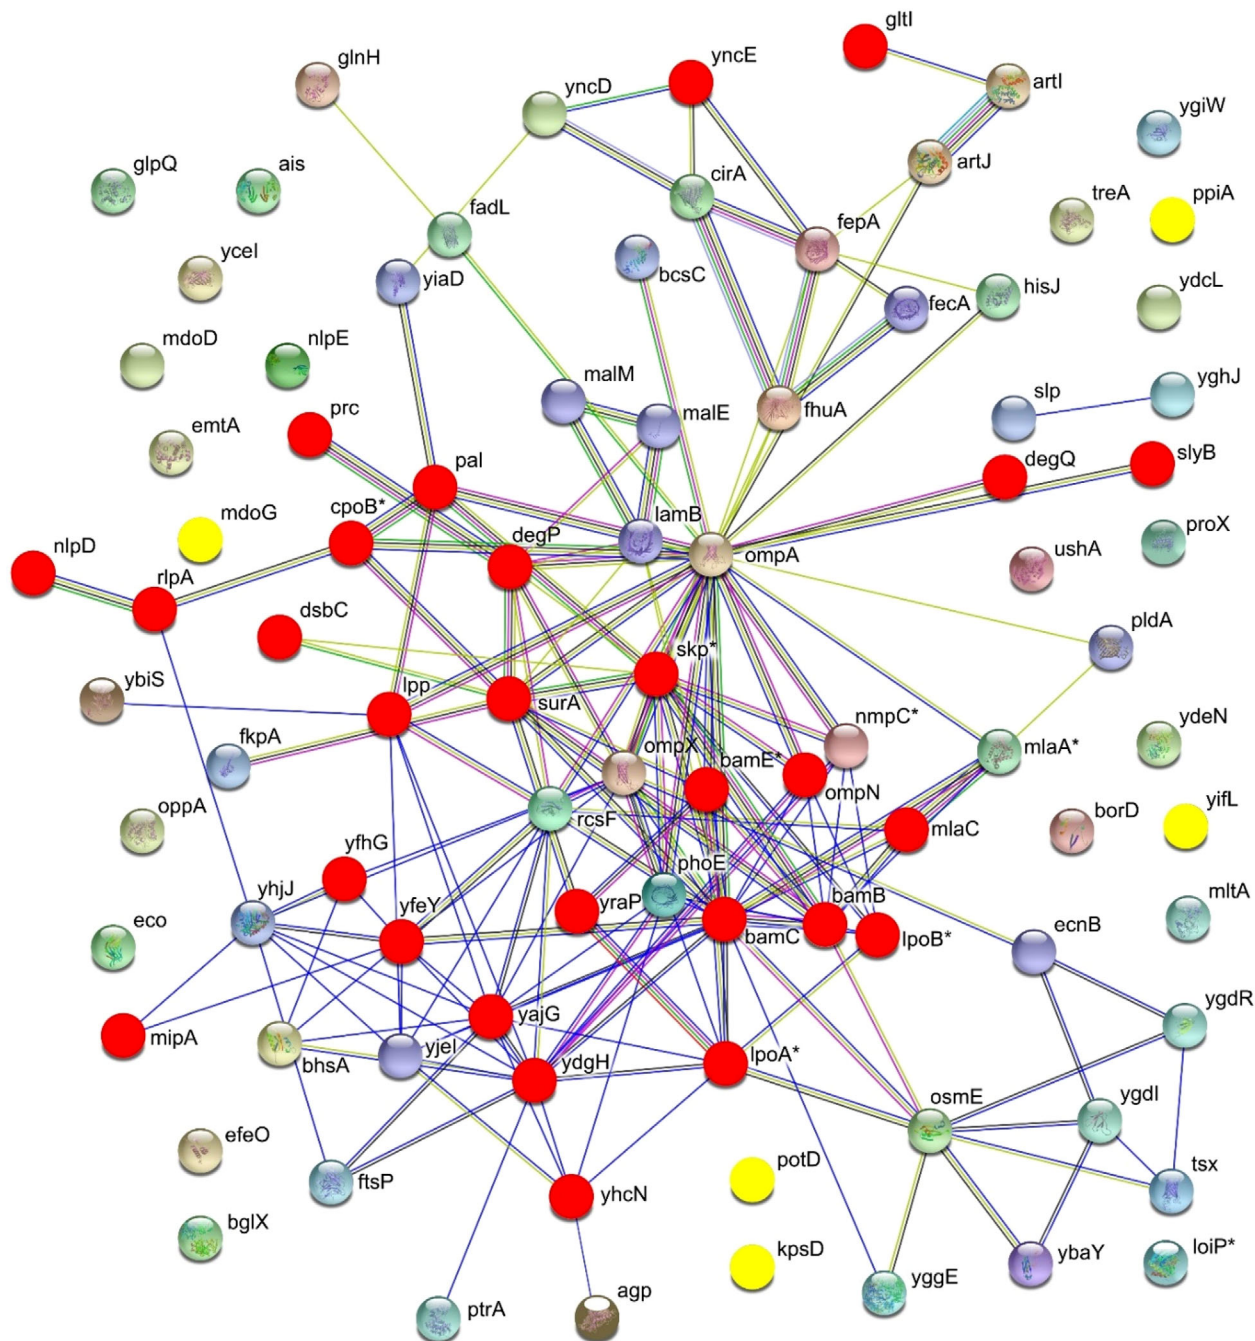 gltI
yncE
glnH
artI
yncD
ygiW
artJ
glpQ
ais
cirA
treA
ppiA
fadL
fepA
yceI
yiaD
bcsC
hisJ
ydcL
fecA
mdoD
nlpE
malM
slp
yghJ
malE
fhuA
prc
emtA
pal
degQ
slyB
cpoB*
mdoG
degP
lamB
ompA
proX
nlpD
rlpA
ushA
dsbC
skp*
pldA
ybiS
lpp
surA
nmpC*
ydeN
fkpA
ompX
bamE*
mlaA*
ompN
oppA
rcsF
borD
yifL
mlaC
yfhG
phoE
yhjJ
yfeY
yraP
bamB
mltA
eco
bamC
lpoB*
ecnB
ygdR
mipA
yajG
bhsA
yjeI
ydgH
lpoA*
osmE
ygdI
efeO
ftsP
potD
yhcN
tsx
bglX
kpsD
ybaY
loiP*
yggE
ptrA
agp